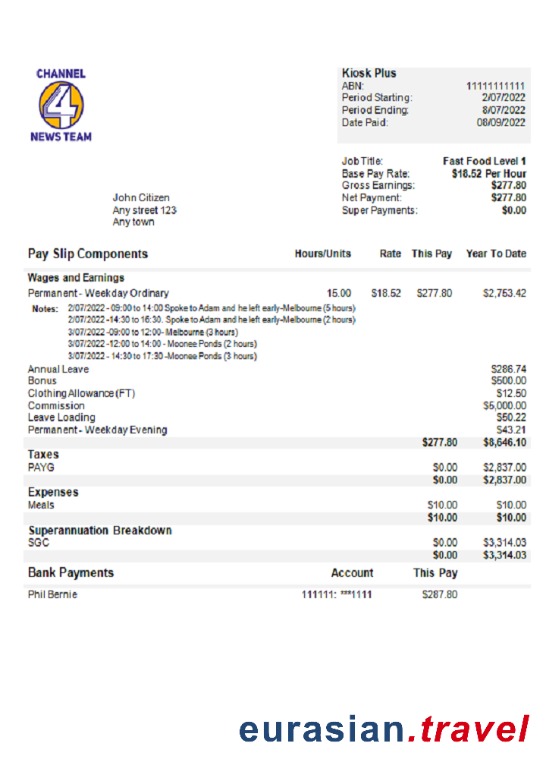 CHANNEL
4
NEWS TEAM
Kiosk Plus
ABN: 11111111111
Period Starting: 2/07/2022
Period Ending: 8/07/2022
Date Paid: 08/09/2022
Job Title: Fast Food Level 1
Base Pay Rate: $18.52 Per Hour
Gross Earnings: $277.80
Net Payment: $277.80
Super Payments: $0.00
John Citizen
Any street 123
Any town
Pay Slip Components Hours/Units Rate This Pay Year To Date
Wages and Earnings
Permanent - Weekday Ordinary 15.00 $18.52 $277.80 $2,753.42
Notes: 2/07/2022 - 09:00 to 14:00 Spoke to Adam and he left early-Melbourne (5 hours)
2/07/2022 -14:30 to 16:30. Spoke to Adam and he left early-Melbourne (2 hours)
3/07/2022 -09:00 to 12:00- Melbourne (3 hours)
3/07/2022 -12:00 to 14:00 - Moonee Ponds (2 hours)
3/07/2022 - 14:30 to 17:30 -Moonee Ponds (3 hours)
Annual Leave $286.74
Bonus $500.00
Clothing Allowance (FT) $12.50
Commission $5,000.00
Leave Loading $50.22
Permanent - Weekday Evening $43.21
$277.80 $8,646.10
Taxes
PAYG $0.00 $2,837.00
$0.00 $2,837.00
Expenses
Meals $10.00 $10.00
$10.00 $10.00
Superannuation Breakdown
SGC $0.00 $3,314.03
$0.00 $3,314.03
Bank Payments Account This Pay
Phil Bernie 111111: ***1111 $287.80
eurasian.travel